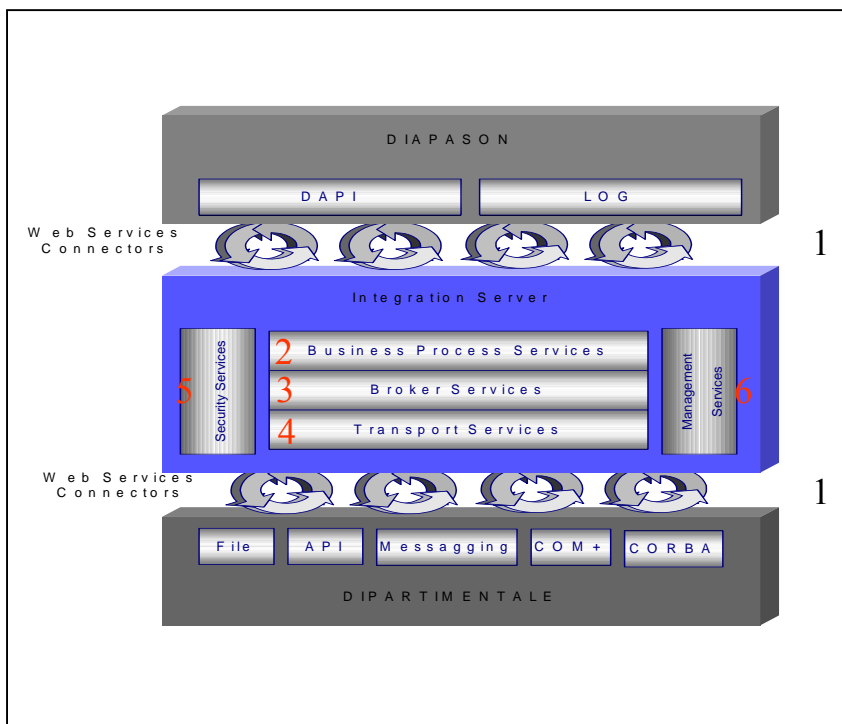 DIAPASON
DAPI
LOG
Web Services
Connectors
1
Integration Server
5
Security Services
2 Business Process Services
3 Broker Services
4 Transport Services
Management
Services
6
Web Services
Connectors
1
File
API
Messagging
COM+
CORBA
DIPARTIMENTALE